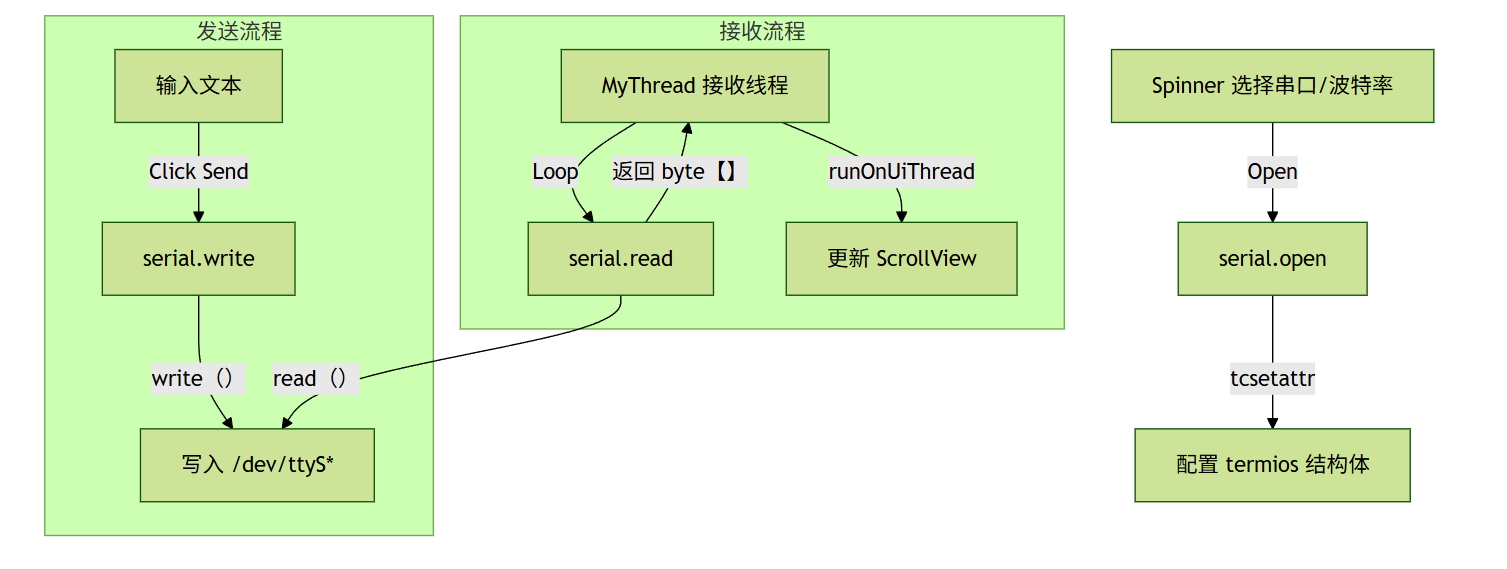 发送流程
输入文本
Click Send
serial.write
write（）
写入 /dev/ttyS*
接收流程
MyThread 接收线程
Loop
返回 byte【】
runOnUiThread
serial.read
更新 ScrollView
read（）
Spinner 选择串口/波特率
Open
serial.open
tcsetattr
配置 termios 结构体